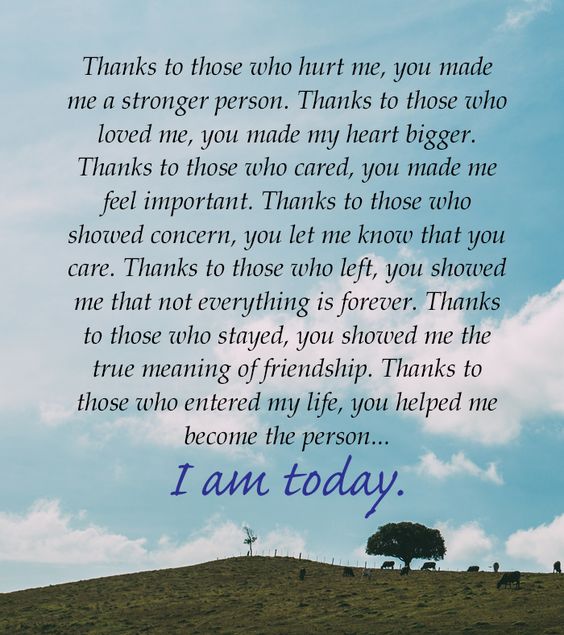 Thanks to those who hurt me, you made
me a stronger person. Thanks to those who
loved me, you made my heart bigger.
Thanks to those who cared, you made me
feel important. Thanks to those who
showed concern, you let me know that you
care. Thanks to those who left, you showed
me that not everything is forever. Thanks
to those who stayed, you showed me the
true meaning of friendship. Thanks to
those who entered my life, you helped me
become the person...
I am today.